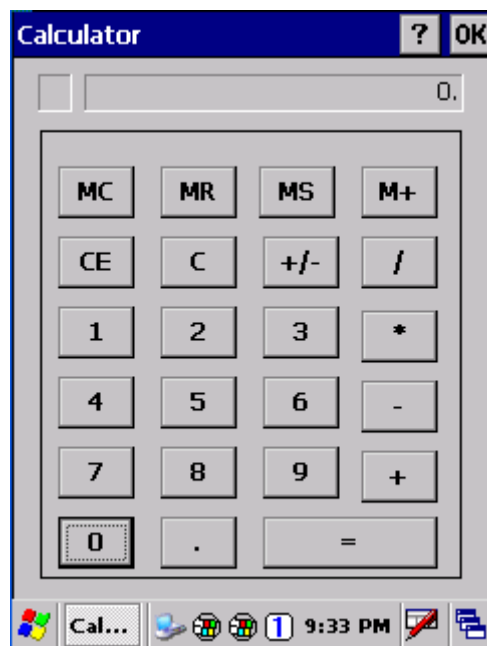 Calculator ? OK
0.
MC MR MS M+
CE C +/- /
1 2 3 *
4 5 6 -
7 8 9 +
0 . =
Cal... 1 9:33 PM